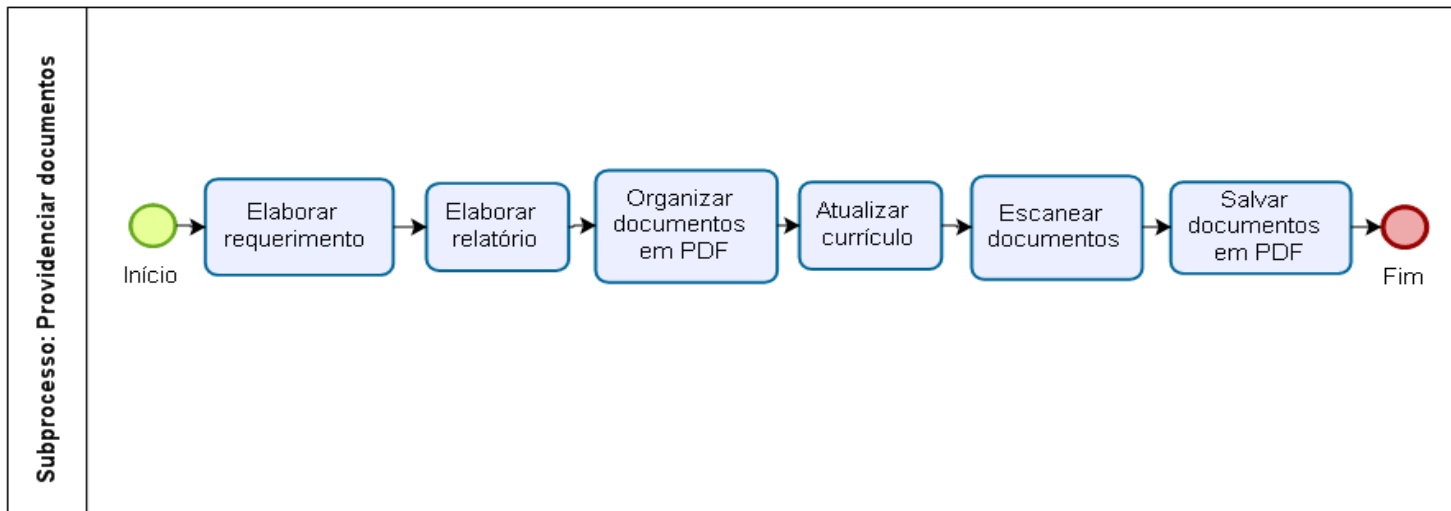 Subprocesso: Providenciar documentos
Início
Elaborar
requerimento
Elaborar
relatório
Organizar
documentos
em PDF
Atualizar
currículo
Escanear
documentos
Salvar
documentos
em PDF
Fim